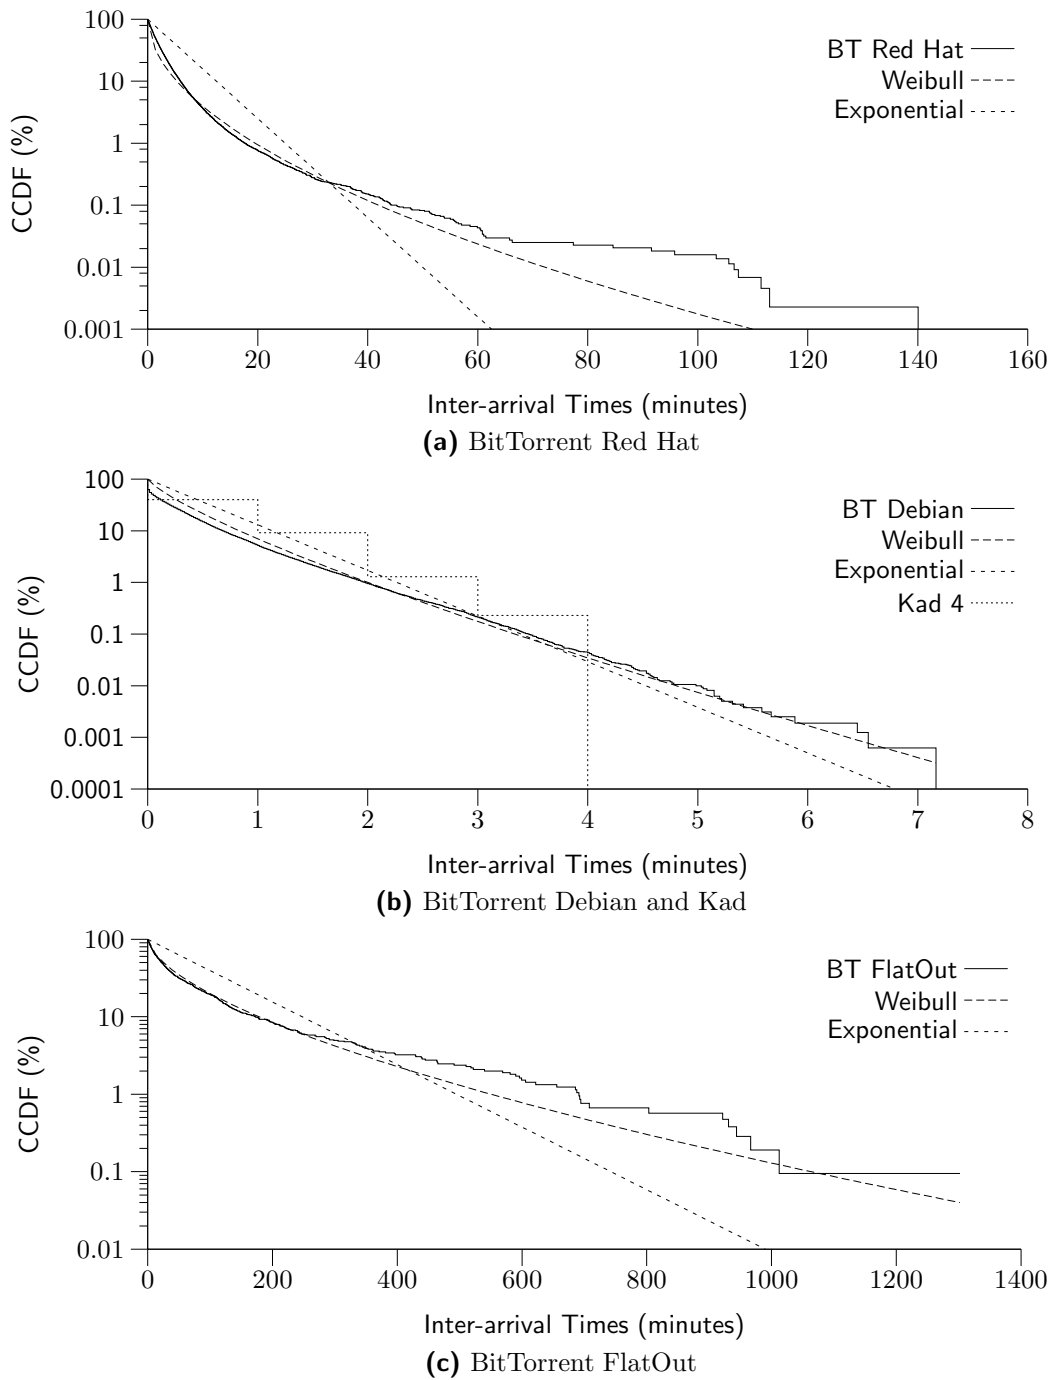 100
10
1
0.1
0.01
0.001
CCDF (%)
BT Red Hat
Weibull
Exponential
0 20 40 60 80 100 120 140 160
Inter-arrival Times (minutes)
(a) BitTorrent Red Hat
100
10
1
0.1
0.01
0.001
0.0001
CCDF (%)
BT Debian
Weibull
Exponential
Kad 4
0 1 2 3 4 5 6 7 8
Inter-arrival Times (minutes)
(b) BitTorrent Debian and Kad
100
10
1
0.1
0.01
CCDF (%)
BT FlatOut
Weibull
Exponential
0 200 400 600 800 1000 1200 1400
Inter-arrival Times (minutes)
(c) BitTorrent FlatOut